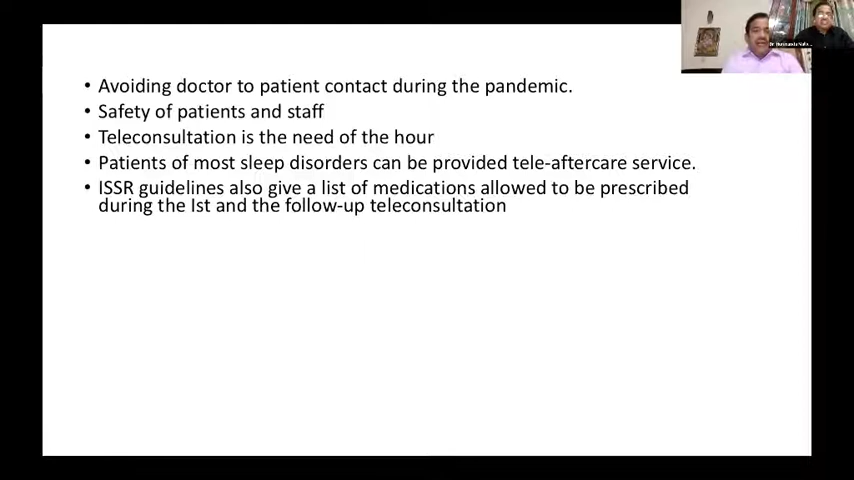 • Avoiding doctor to patient contact during the pandemic.
• Safety of patients and staff
• Teleconsultation is the need of the hour
• Patients of most sleep disorders can be provided tele-aftercare service.
• ISSR guidelines also give a list of medications allowed to be prescribed
during the Ist and the follow-up teleconsultation